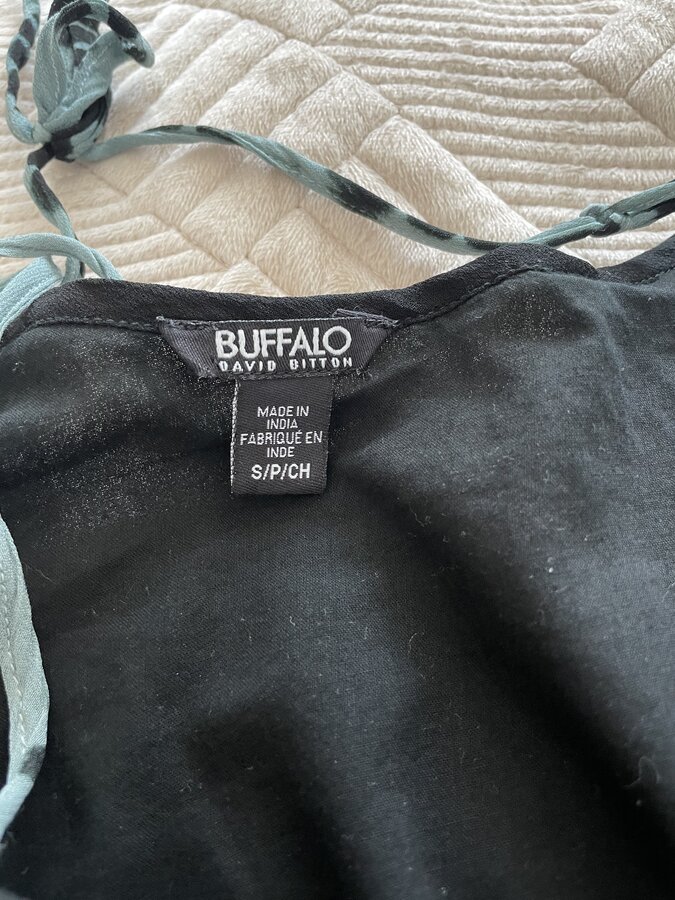 BUFFALO
DAVID BITTON
MADE IN
INDIA
FABRIQUÉ EN
INDE
S/P/CH